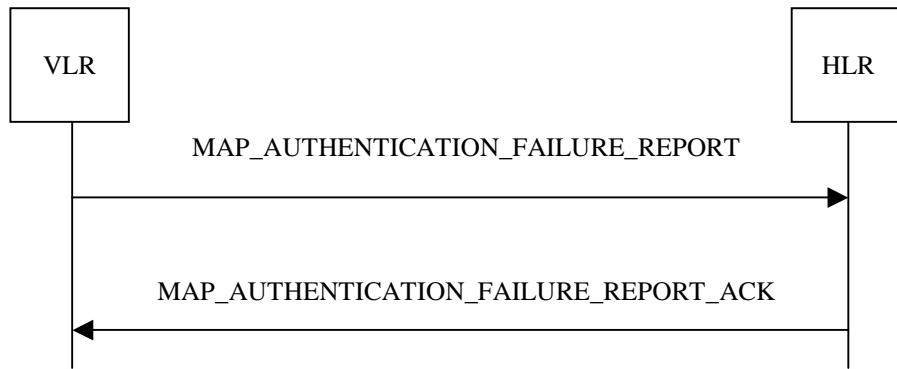 VLR
HLR
MAP_AUTHENTICATION_FAILURE_REPORT
MAP_AUTHENTICATION_FAILURE_REPORT_ACK